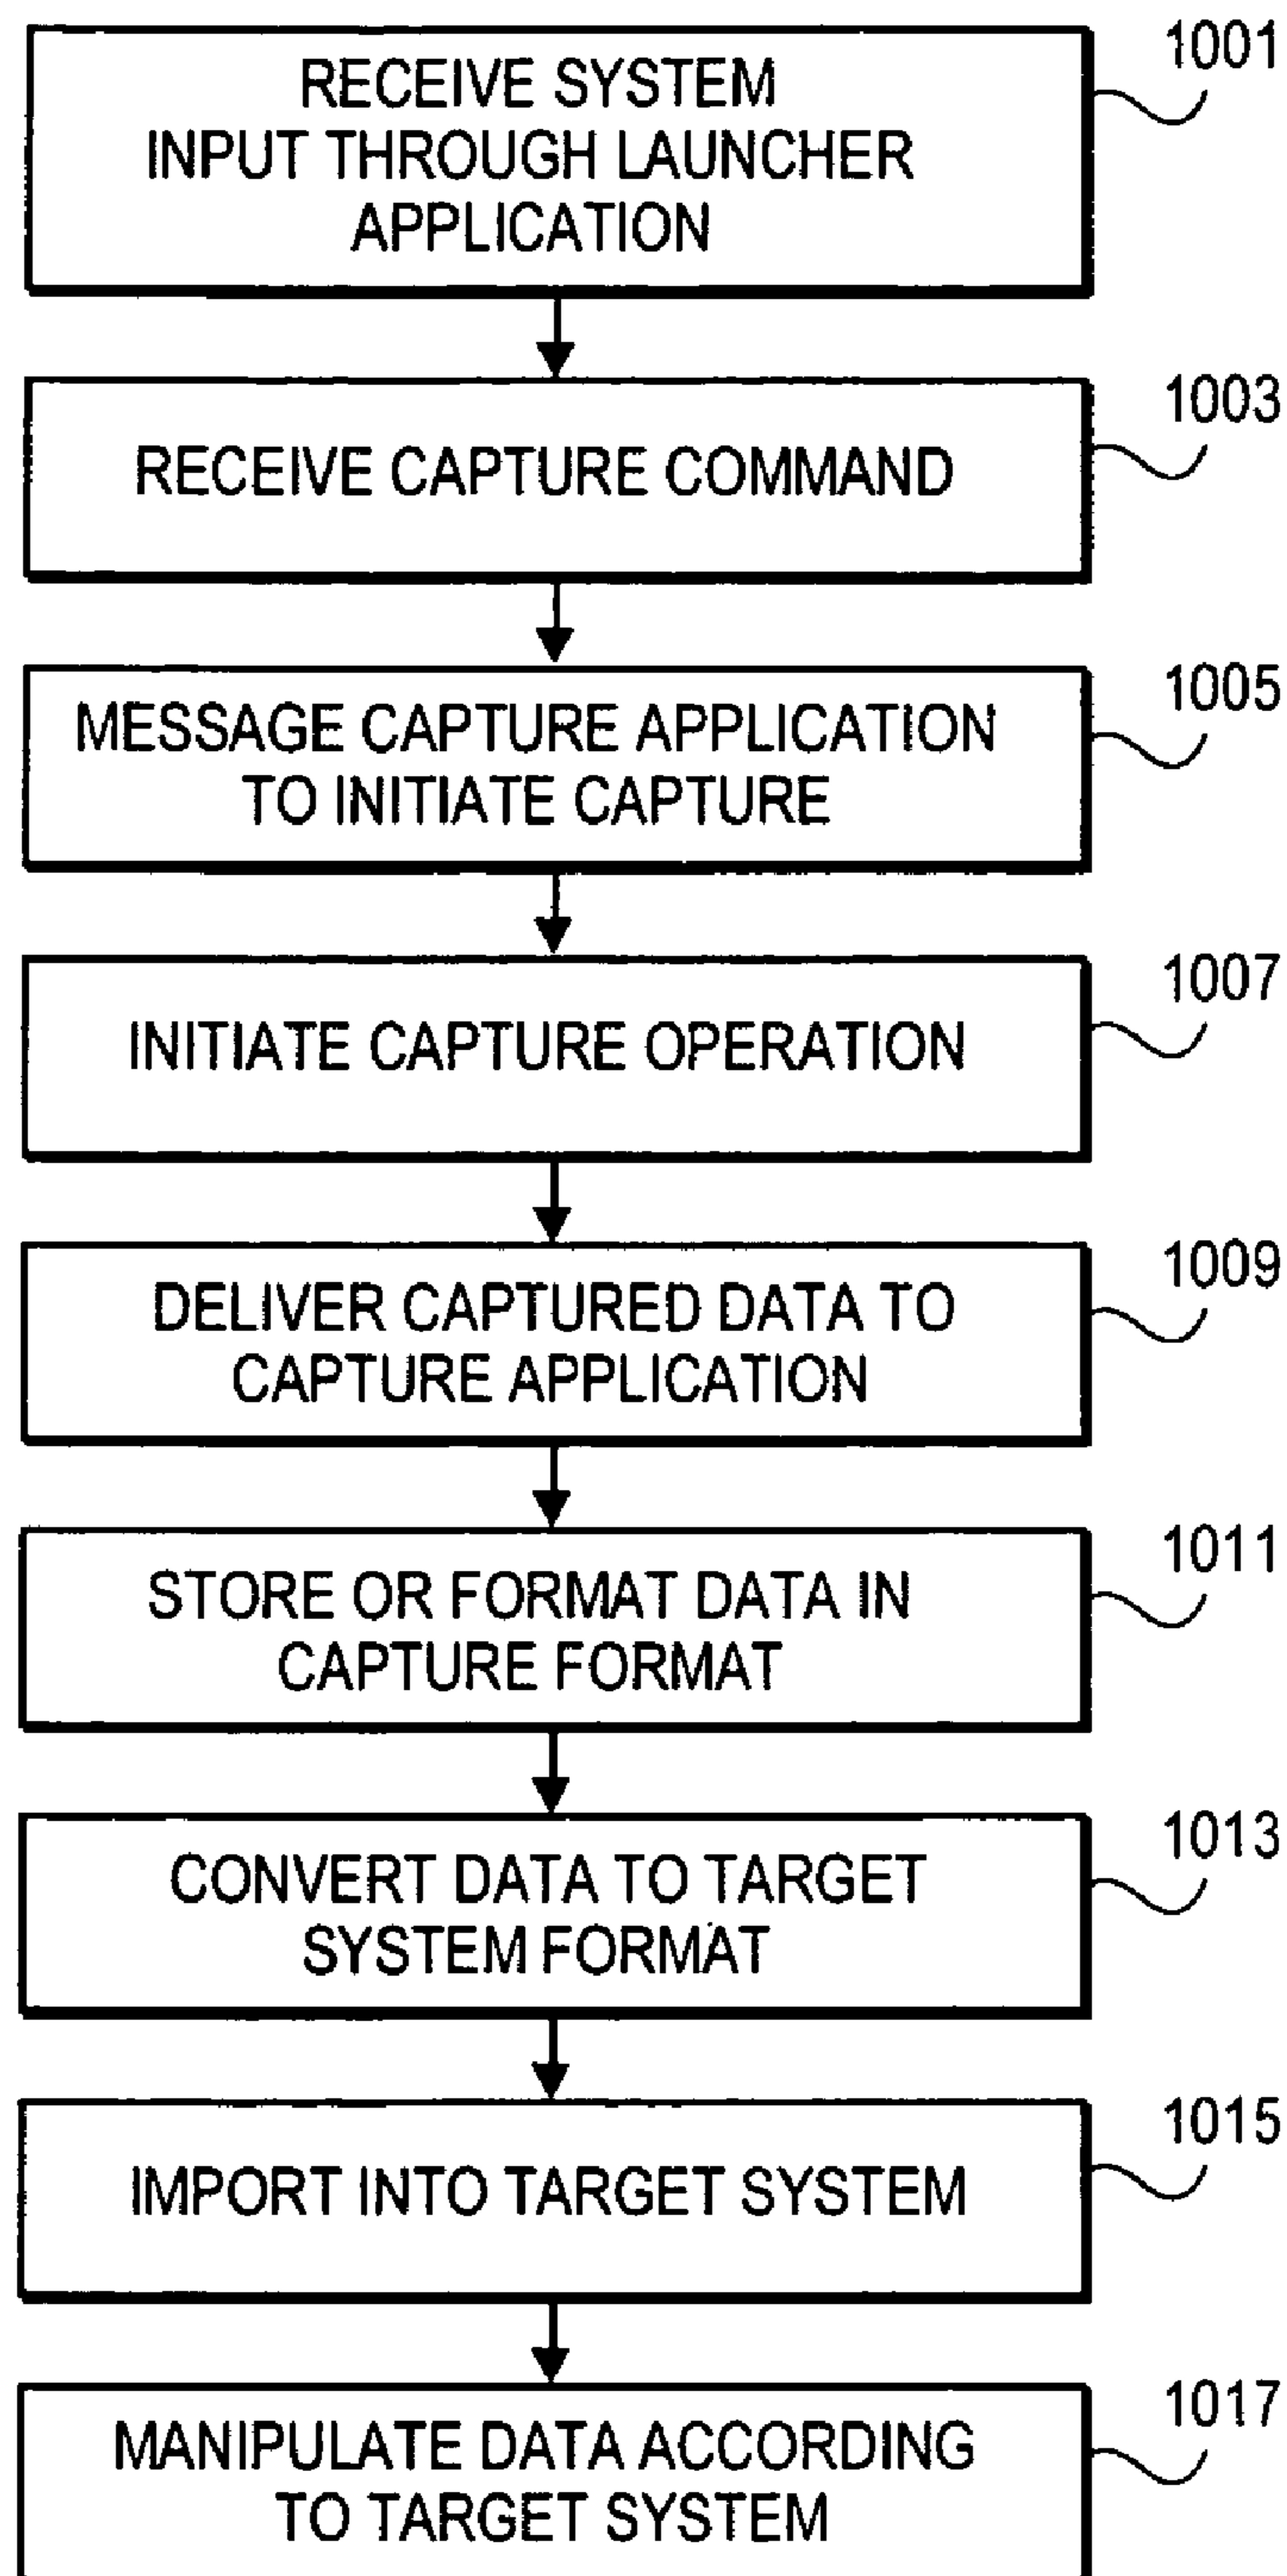 1001
RECEIVE SYSTEM
INPUT THROUGH LAUNCHER
APPLICATION
1003
RECEIVE CAPTURE COMMAND
1005
MESSAGE CAPTURE APPLICATION
TO INITIATE CAPTURE
1007
INITIATE CAPTURE OPERATION
1009
DELIVER CAPTURED DATA TO
CAPTURE APPLICATION
1011
STORE OR FORMAT DATA IN
CAPTURE FORMAT
1013
CONVERT DATA TO TARGET
SYSTEM FORMAT
1015
IMPORT INTO TARGET SYSTEM
1017
MANIPULATE DATA ACCORDING
TO TARGET SYSTEM